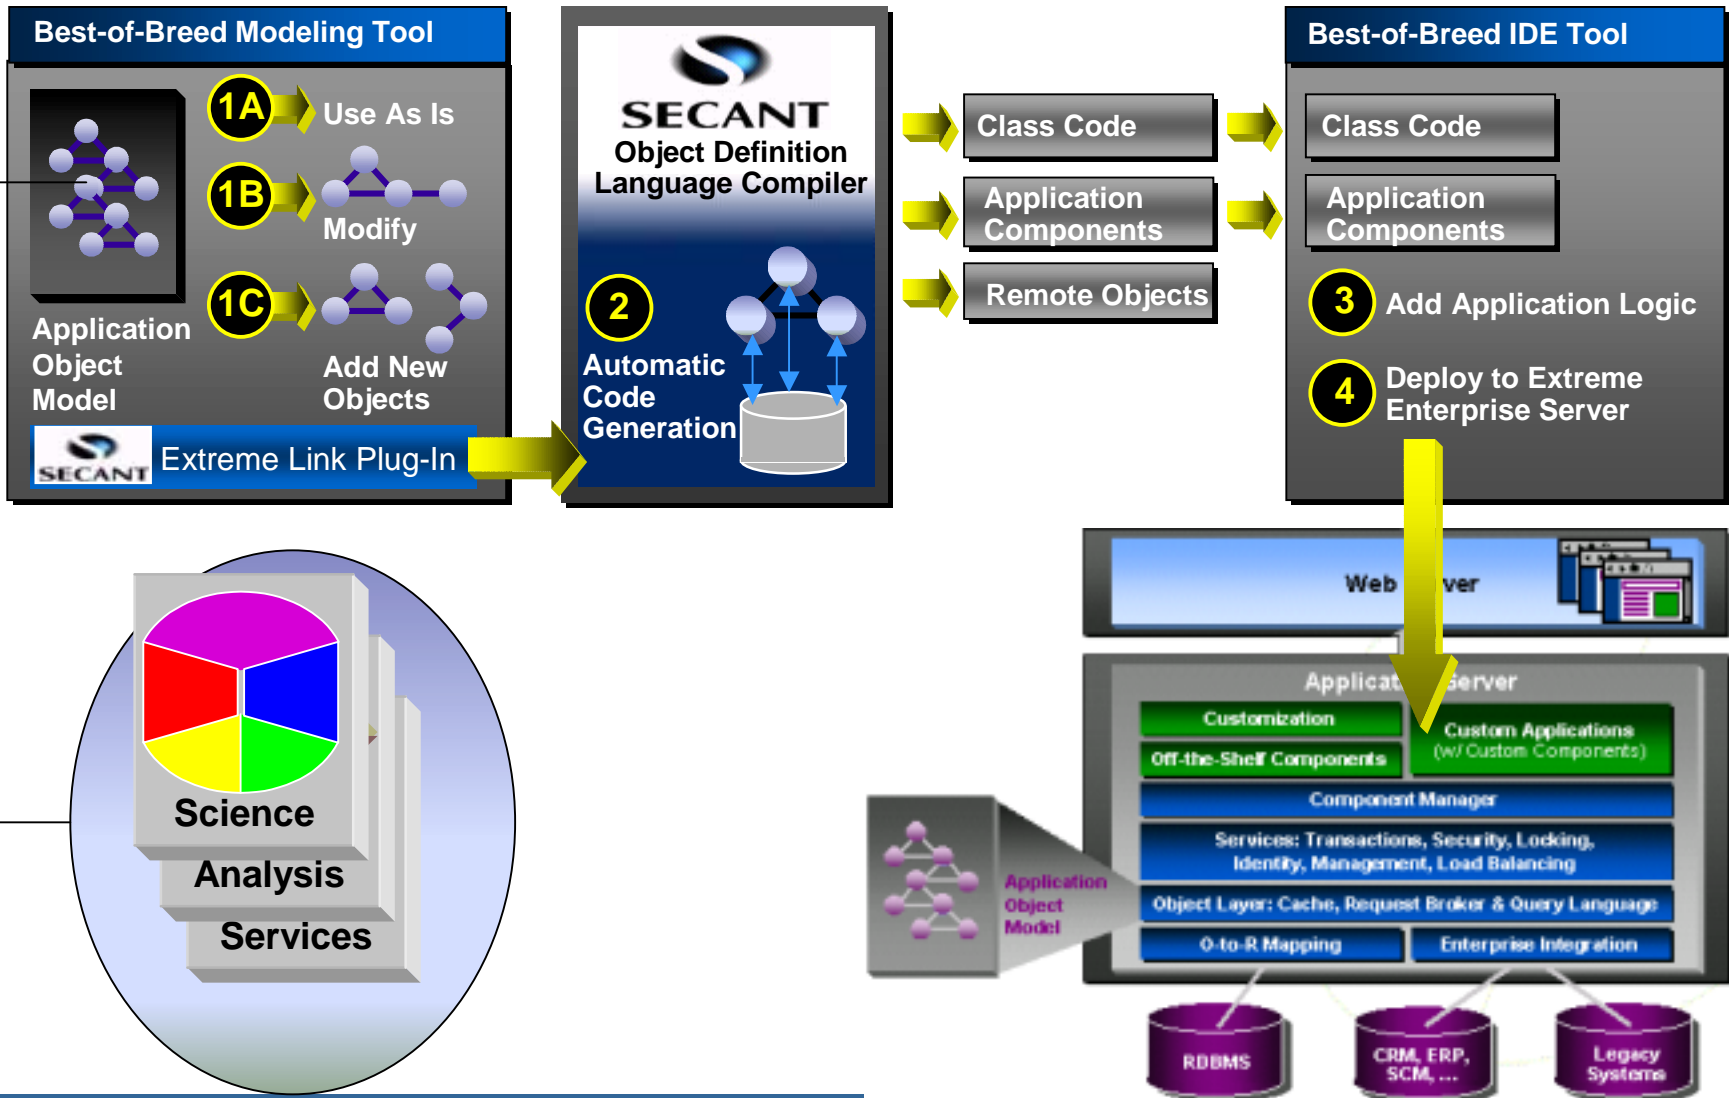 Best-of-Breed Modeling Tool
1A
Use As Is
1B
Modify
1C
Add New
Objects
Application
Object
Model
SECANT
Extreme Link Plug-In
SECANT
Object Definition
Language Compiler
2
Automatic
Code
Generation
Class Code
Application
Components
Remote Objects
Best-of-Breed IDE Tool
Class Code
Application
Components
3
Add Application Logic
4
Deploy to Extreme
Enterprise Server
Science
Analysis
Services
Web
Server
Customization
Off-the-Shelf Components
Custom Applications
(w/ Custom Components)
Component Manager
Services: Transactions, Security, Locking,
Identity, Management, Load Balancing
Object Layer: Cache, Request Broker & Query Language
O-to-R Mapping
Enterprise Integration
Application
Object
Model
RDBMS
CRM, ERP,
SCM, ...
Legacy
Systems